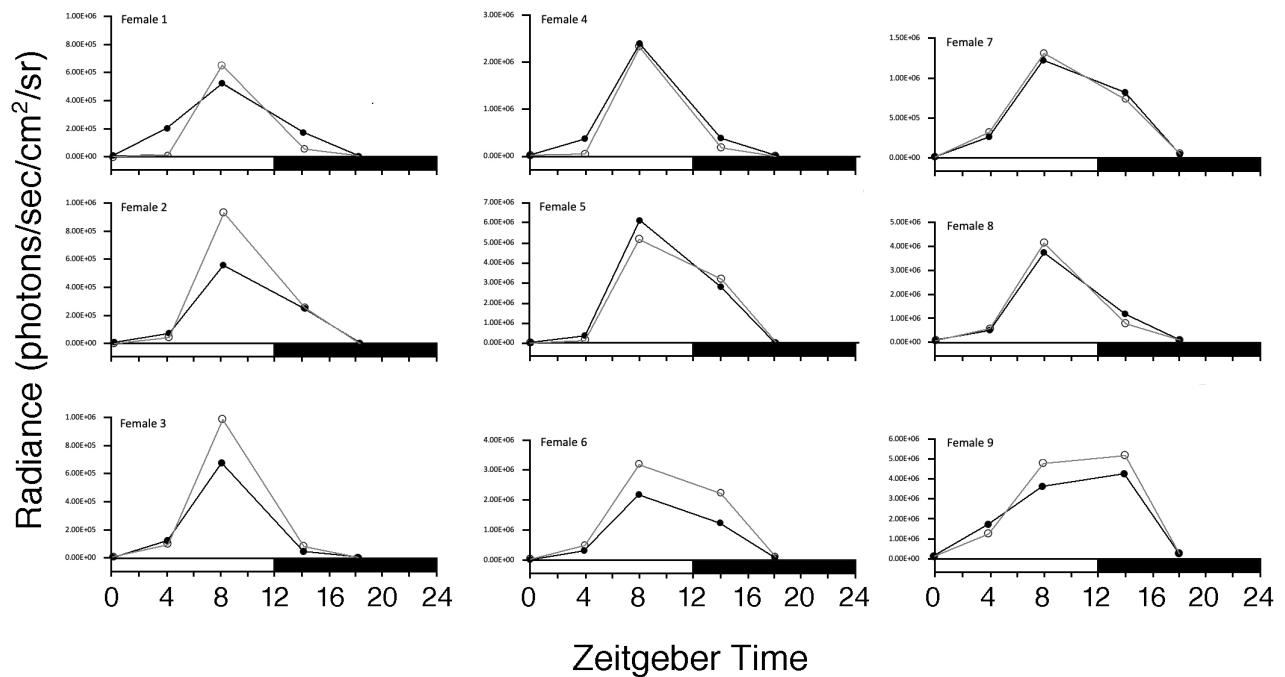 Radiance (photons/sec/cm²/sr)
Female 1
1.00E+06
8.00E+05
6.00E+05
4.00E+05
2.00E+05
0.00E+00
Female 4
3.00E+06
2.00E+06
1.00E+06
0.00E+00
Female 7
1.50E+06
1.00E+06
5.00E+05
0.00E+00
Female 2
1.00E+06
8.00E+05
6.00E+05
4.00E+05
2.00E+05
0.00E+00
Female 5
7.00E+06
6.00E+06
5.00E+06
4.00E+06
3.00E+06
2.00E+06
1.00E+06
0.00E+00
Female 8
5.00E+06
4.00E+06
3.00E+06
2.00E+06
1.00E+06
0.00E+00
Female 3
1.00E+06
8.00E+05
6.00E+05
4.00E+05
2.00E+05
0.00E+00
0 4 8 12 16 20 24
Female 6
4.00E+06
3.00E+06
2.00E+06
1.00E+06
0.00E+00
0 4 8 12 16 20 24
Female 9
6.00E+06
5.00E+06
4.00E+06
3.00E+06
2.00E+06
1.00E+06
0.00E+00
0 4 8 12 16 20 24
Zeitgeber Time